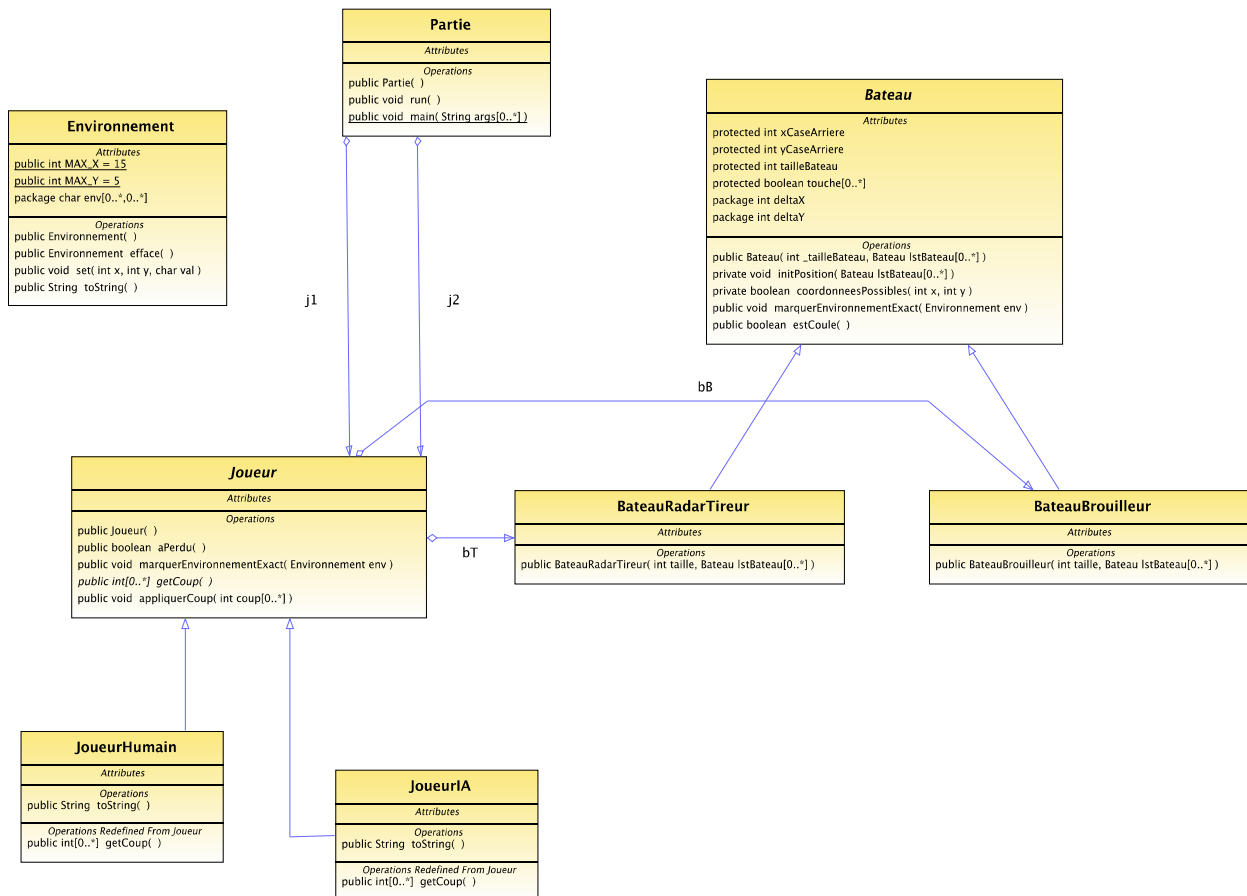 Partie
Attributes
Operations
public Partie( )
public void run( )
public void main( String args[0..*] )
Environnement
Attributes
public int MAX_X = 15
public int MAX_Y = 5
package char env[0..*,0..*]
Operations
public Environnement( )
public Environnement efface( )
public void set( int x, int y, char val )
public String toString( )
Bateau
Attributes
protected int xCaseArriere
protected int yCaseArriere
protected int tailleBateau
protected boolean touche[0..*]
package int deltaX
package int deltaY
Operations
public Bateau( int _tailleBateau, Bateau lstBateau[0..*] )
private void initPosition( Bateau lstBateau[0..*] )
private boolean coordonneesPossibles( int x, int y )
public void marquerEnvironnementExact( Environnement env )
public boolean estCoule( )
j1
j2
bB
Joueur
Attributes
Operations
public Joueur( )
public boolean aPerdu( )
public void marquerEnvironnementExact( Environnement env )
public int[0..*] getCoup( )
public void appliquerCoup( int coup[0..*] )
bT
BateauRadarTireur
Attributes
Operations
public BateauRadarTireur( int taille, Bateau lstBateau[0..*] )
BateauBrouilleur
Attributes
Operations
public BateauBrouilleur( int taille, Bateau lstBateau[0..*] )
JoueurHumain
Attributes
Operations
public String toString( )
Operations Redefined From Joueur
public int[0..*] getCoup( )
JoueurIA
Attributes
Operations
public String toString( )
Operations Redefined From Joueur
public int[0..*] getCoup( )